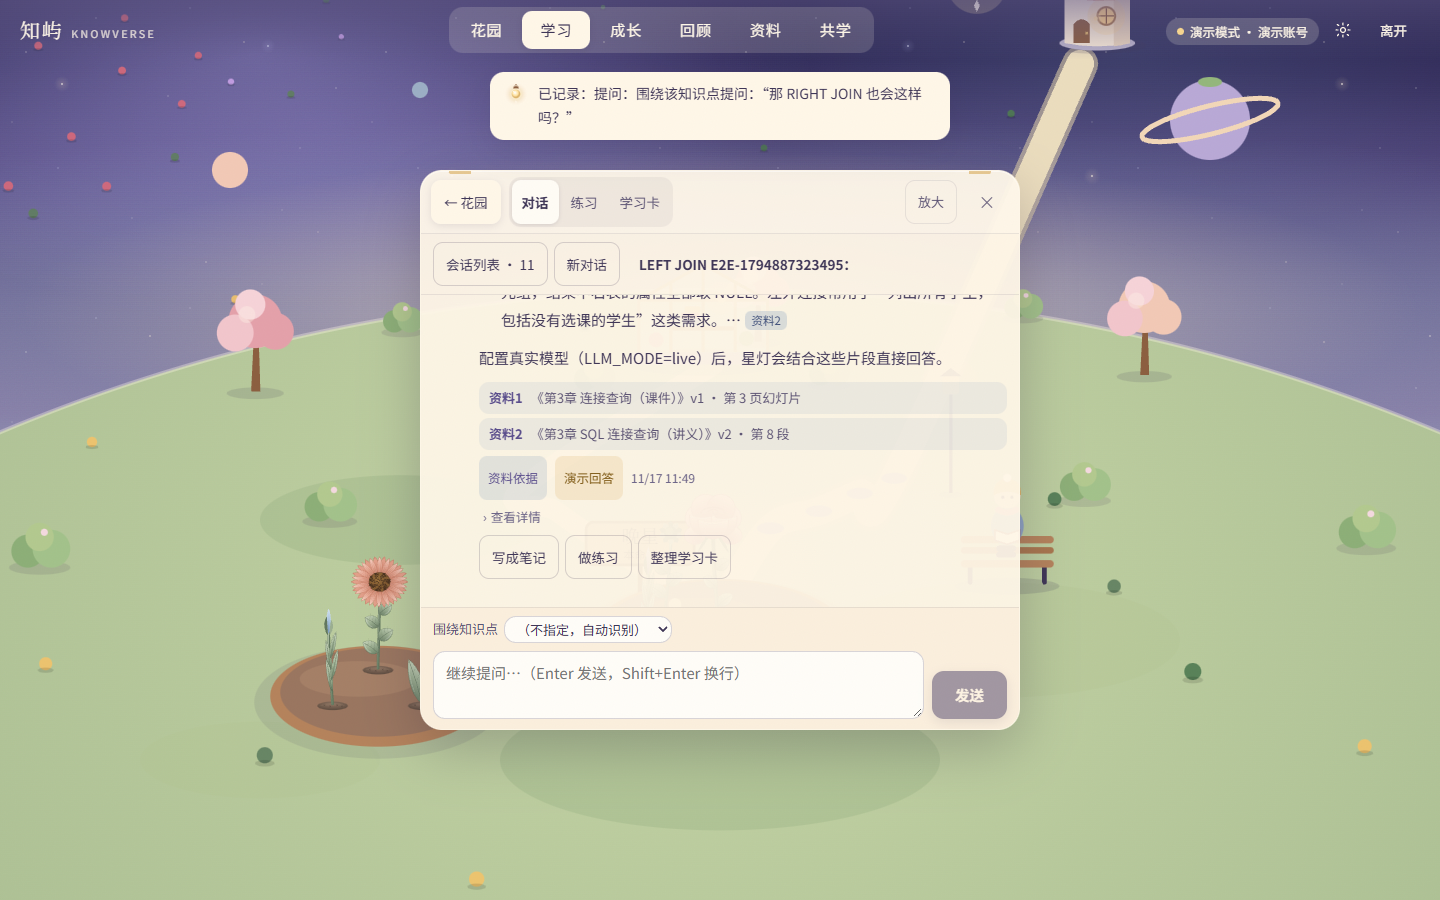 知屿 KNOWVERSE
花园 学习 成长 回顾 资料 共学
演示模式 · 演示账号
离开
已记录：提问：围绕该知识点提问：“那 RIGHT JOIN 也会这样
吗？”
← 花园 对话 练习 学习卡 放大
会话列表 · 11 新对话 LEFT JOIN E2E-1794887323495：
包括没有选课的学生”这类需求。… 资料2
配置真实模型（LLM_MODE=live）后，星灯会结合这些片段直接回答。
资料1 《第3章 连接查询（课件）》v1 · 第 3 页幻灯片
资料2 《第3章 SQL 连接查询（讲义）》v2 · 第 8 段
资料依据 演示回答 11/17 11:49
› 查看详情
写成笔记 做练习 整理学习卡
围绕知识点 （不指定，自动识别）
继续提问…（Enter 发送，Shift+Enter 换行）
发送